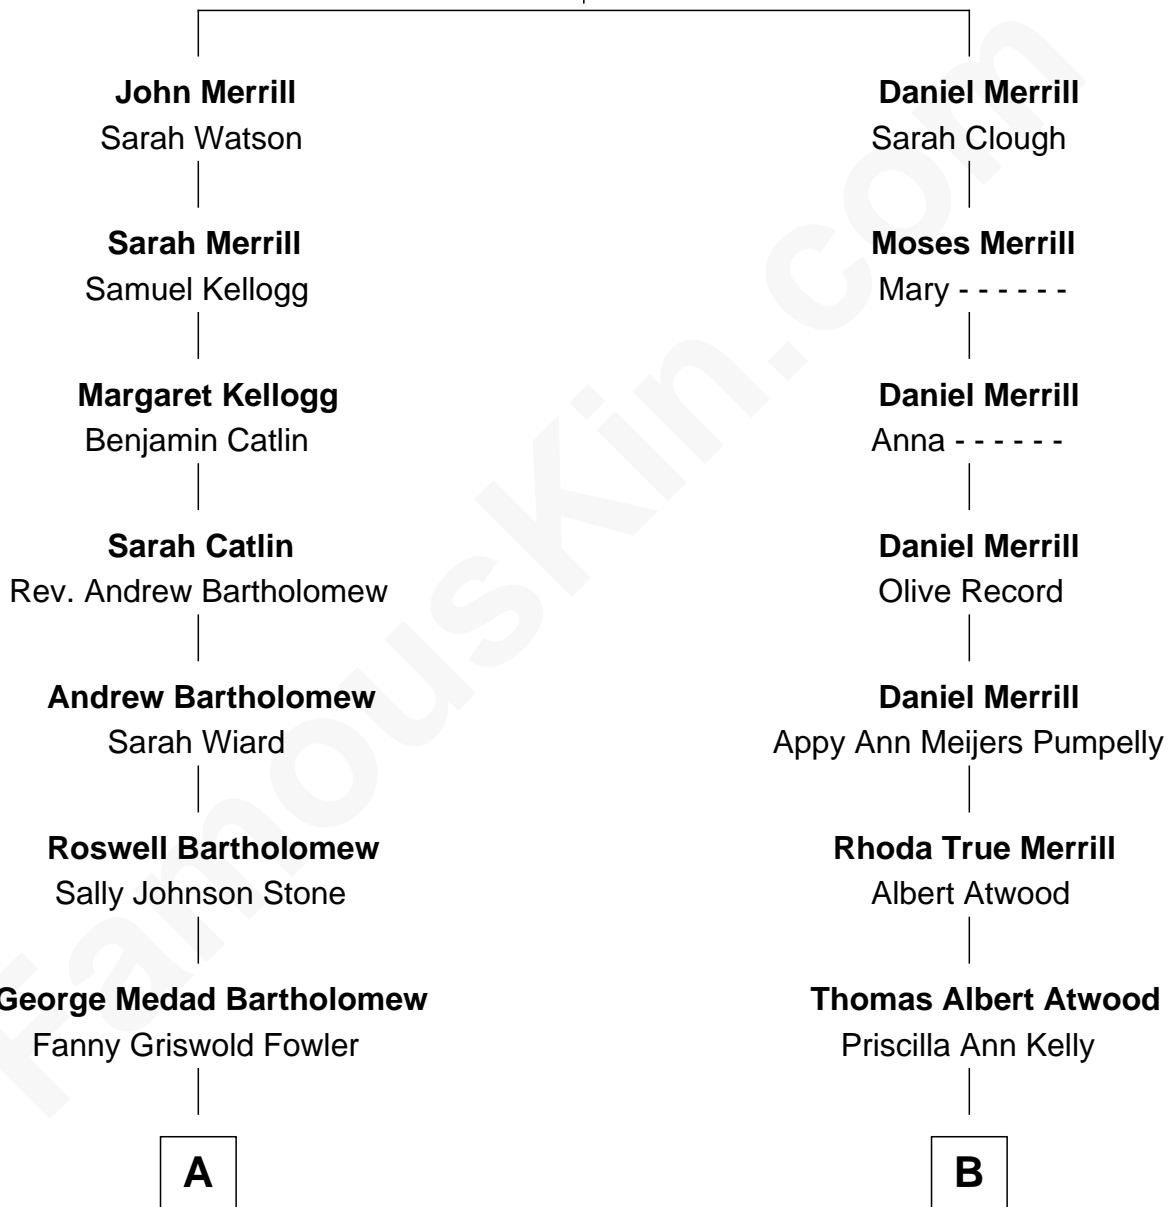 John Merrill
Sarah Watson
Sarah Merrill
Samuel Kellogg
Margaret Kellogg
Benjamin Catlin
Sarah Catlin
Rev. Andrew Bartholomew
Andrew Bartholomew
Sarah Wiard
Roswell Bartholomew
Sally Johnson Stone
George Medad Bartholomew
Fanny Griswold Fowler
A
Daniel Merrill
Sarah Clough
Moses Merrill
Mary - - - - - -
Daniel Merrill
Anna - - - - - -
Daniel Merrill
Olive Record
Daniel Merrill
Appy Ann Meijers Pumpelly
Rhoda True Merrill
Albert Atwood
Thomas Albert Atwood
Priscilla Ann Kelly
B
FamousKin.com